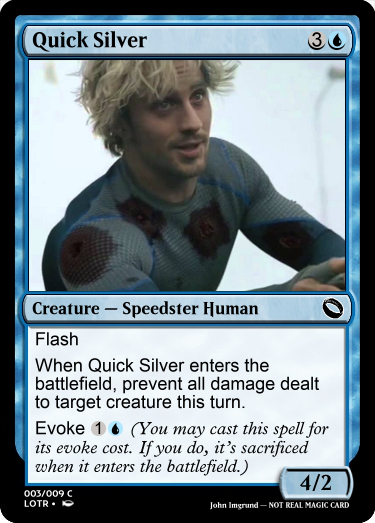 Quick Silver 3
Creature — Speedster Human
Flash
When Quick Silver enters the
battlefield, prevent all damage dealt
to target creature this turn.
Evoke 1 (You may cast this spell for
its evoke cost. If you do, it's sacrificed
when it enters the battlefield.)
4/2
003/009 C
LOTR •
John Imgrund — NOT REAL MAGIC CARD